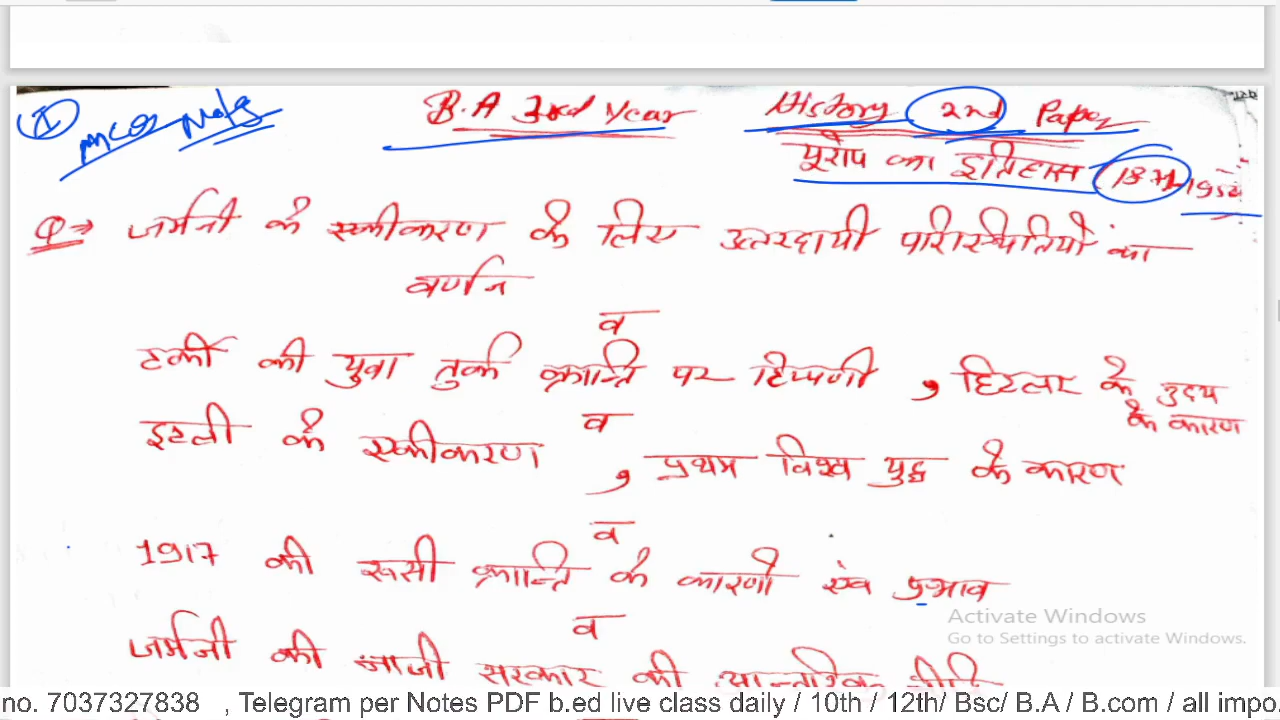 ① mcq Notes
B.A 3rd Year History 2nd Paper
यूरोप का इतिहास (1871-195
Q→ जर्मनी के एकीकरण के लिए उत्तरदायी परिस्थितियों का
वर्णन
व
टर्की की युवा तुर्क क्रान्ति पर टिप्पणी , हिटलर के उदय
के कारण
व
इटली के एकीकरण , प्रथम विश्व युद्ध के कारण
व
1917 की रूसी क्रान्ति के कारणो एंव प्रभाव
व
जर्मनी की नाजी सरकार की आन्तरिक नीति
Activate Windows
Go to Settings to activate Windows.
no. 7037327838 , Telegram per Notes PDF b.ed live class daily / 10th / 12th/ Bsc/ B.A / B.com / all impo